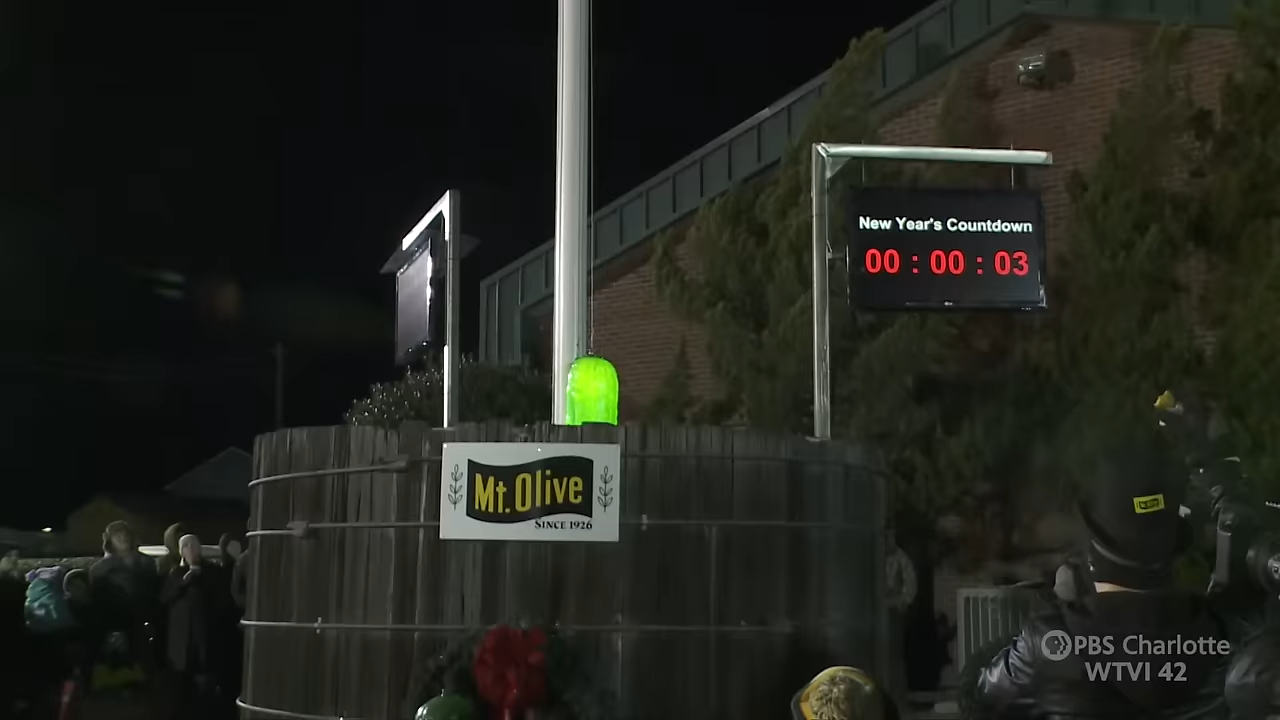 New Year's Countdown
00 : 00 : 03
Mt. Olive
SINCE 1926
PBS Charlotte
WTVI 42